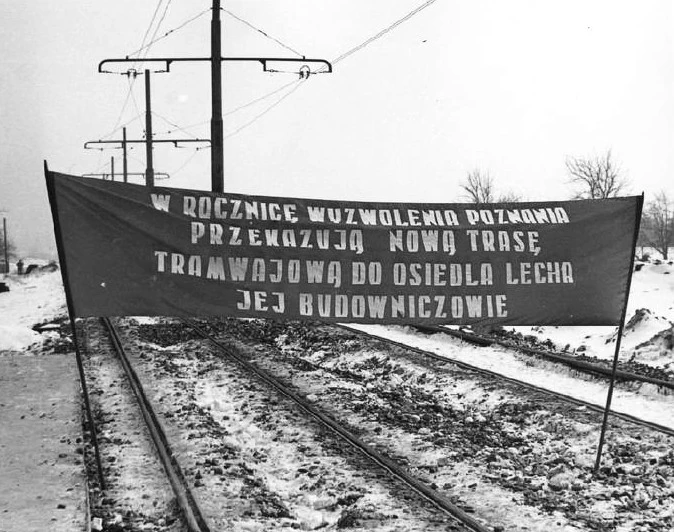 W ROCZNICĘ WYZWOLENIA POZNANIA
PRZEKAZUJĄ NOWĄ TRASĘ
TRAMWAJOWĄ DO OSIEDLA LECHA
JEJ BUDOWNICZOWIE